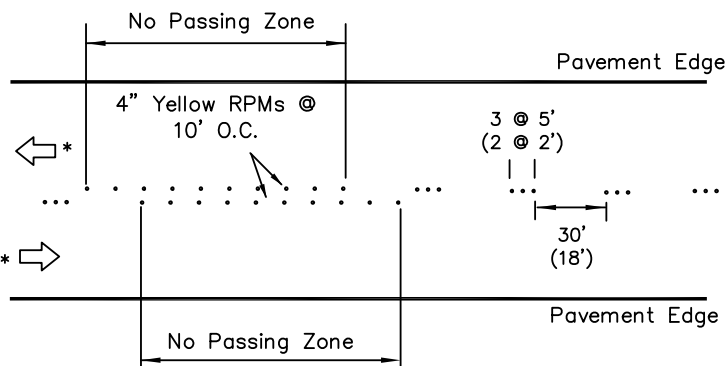 No Passing Zone
Pavement Edge
4" Yellow RPMs @
10' O.C.
3 @ 5'
(2 @ 2')
*
30'
(18')
*
Pavement Edge
No Passing Zone